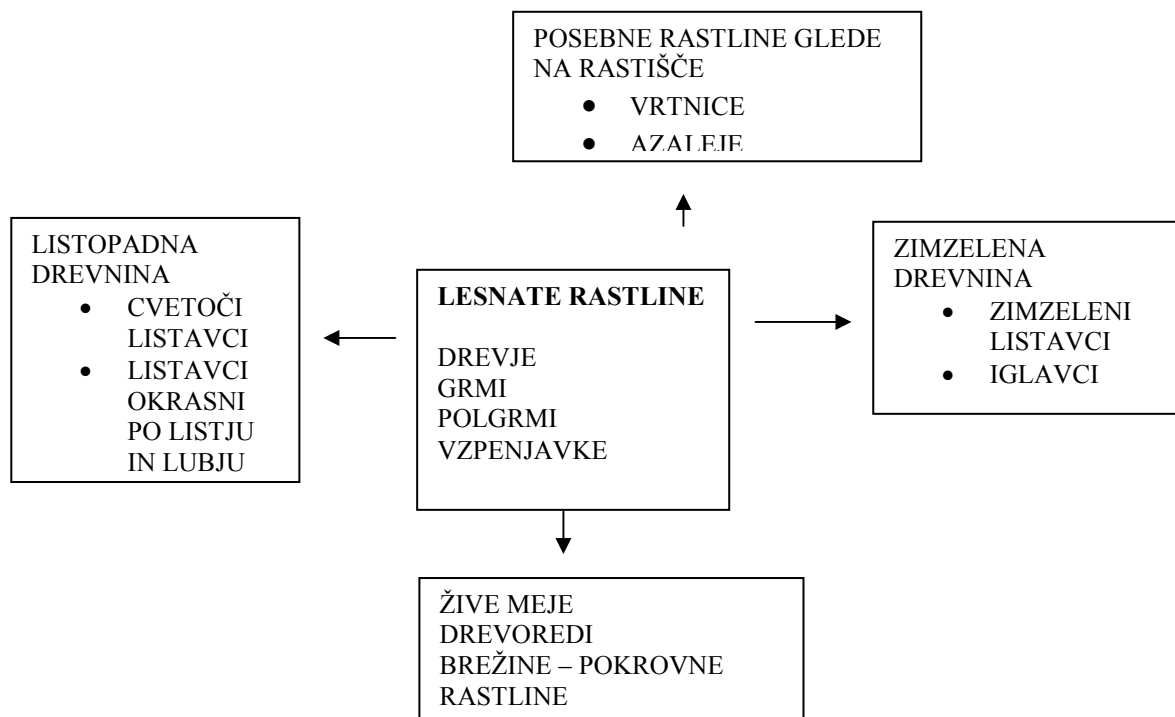 POSEBNE RASTLINE GLEDE
NA RASTIŠČE
• VRTNICE
• AZALEJE
LISTOPADNA
DREVNINA
• CVETOČI
LISTAVCI
• LISTAVCI
OKRASNI
PO LISTJU
IN LUBJU
LESNATE RASTLINE
DREVJE
GRMI
POLGRMI
VZPENJAVKE
ZIMZELENA
DREVNINA
• ZIMZELENI
LISTAVCI
• IGLAVCI
ŽIVE MEJE
DREVOREDI
BREŽINE – POKROVNE
RASTLINE